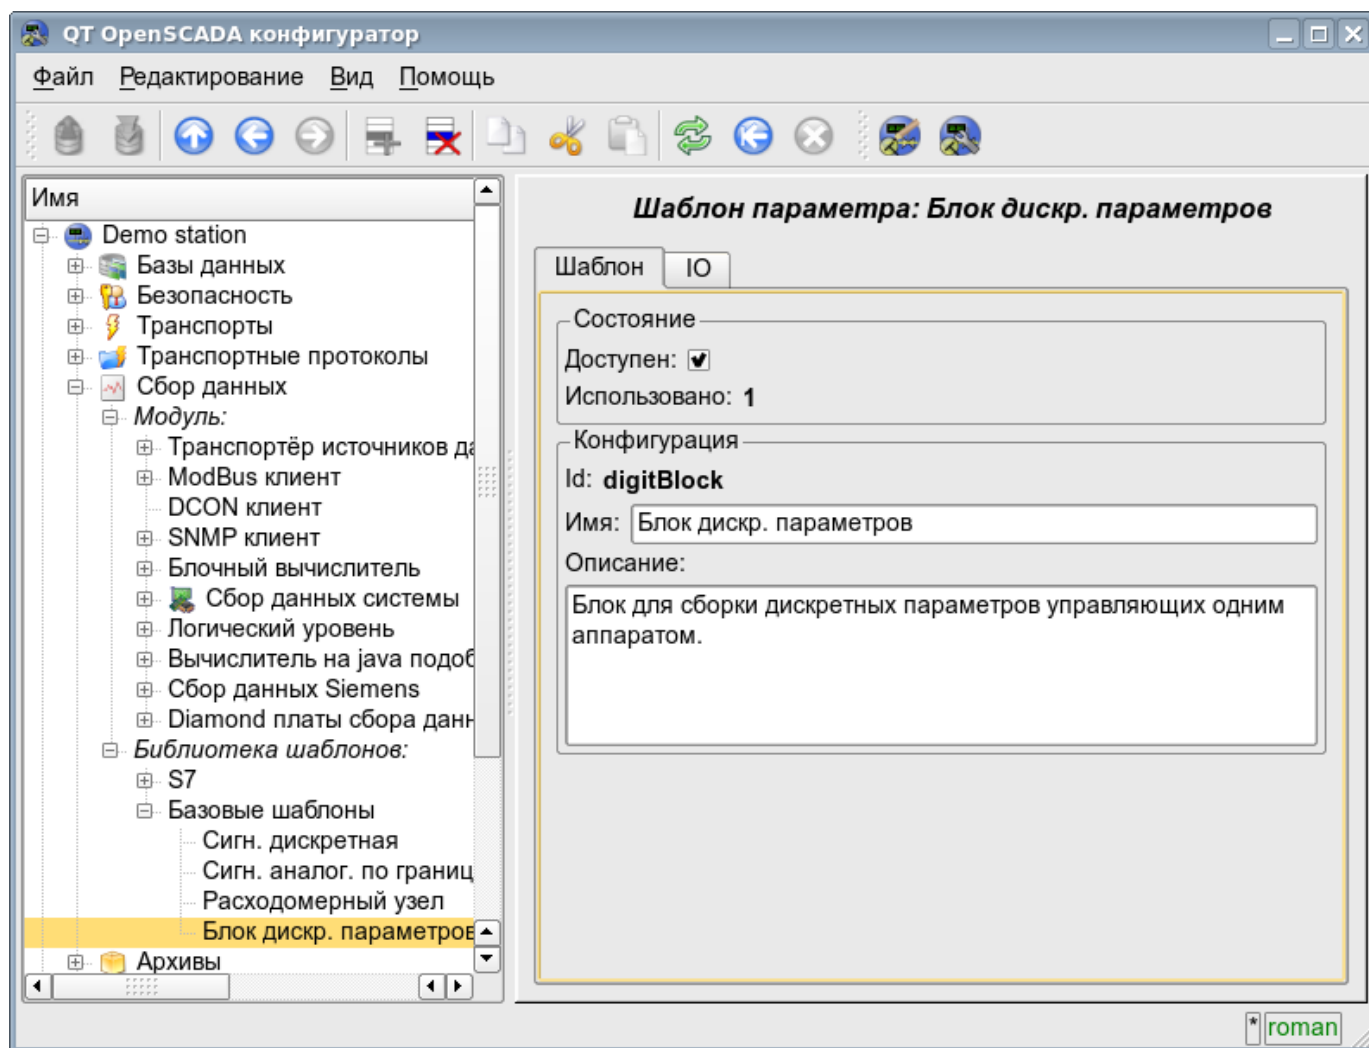 QT OpenSCADA конфигуратор
Файл Редактирование Вид Помощь
Имя
Demo station
Базы данных
Безопасность
Транспорты
Транспортные протоколы
Сбор данных
Модуль:
Транспортёр источников
ModBus клиент
DCON клиент
SNMP клиент
Блочный вычислитель
Сбор данных системы
Логический уровень
Вычислитель на java подоб
Сбор данных Siemens
Diamond платы сбора данн
Библиотека шаблонов:
S7
Базовые шаблоны
Сигн. дискретная
Сигн. аналог. по границ
Расходомерный узел
Блок дискр. параметров
Архивы
Шаблон параметра: Блок дискр. параметров
Шаблон IO
Состояние
Доступен:
Использовано: 1
Конфигурация
Id: digitBlock
Имя: Блок дискр. параметров
Описание:
Блок для сборки дискретных параметров управляющих одним
аппаратом.
* roman